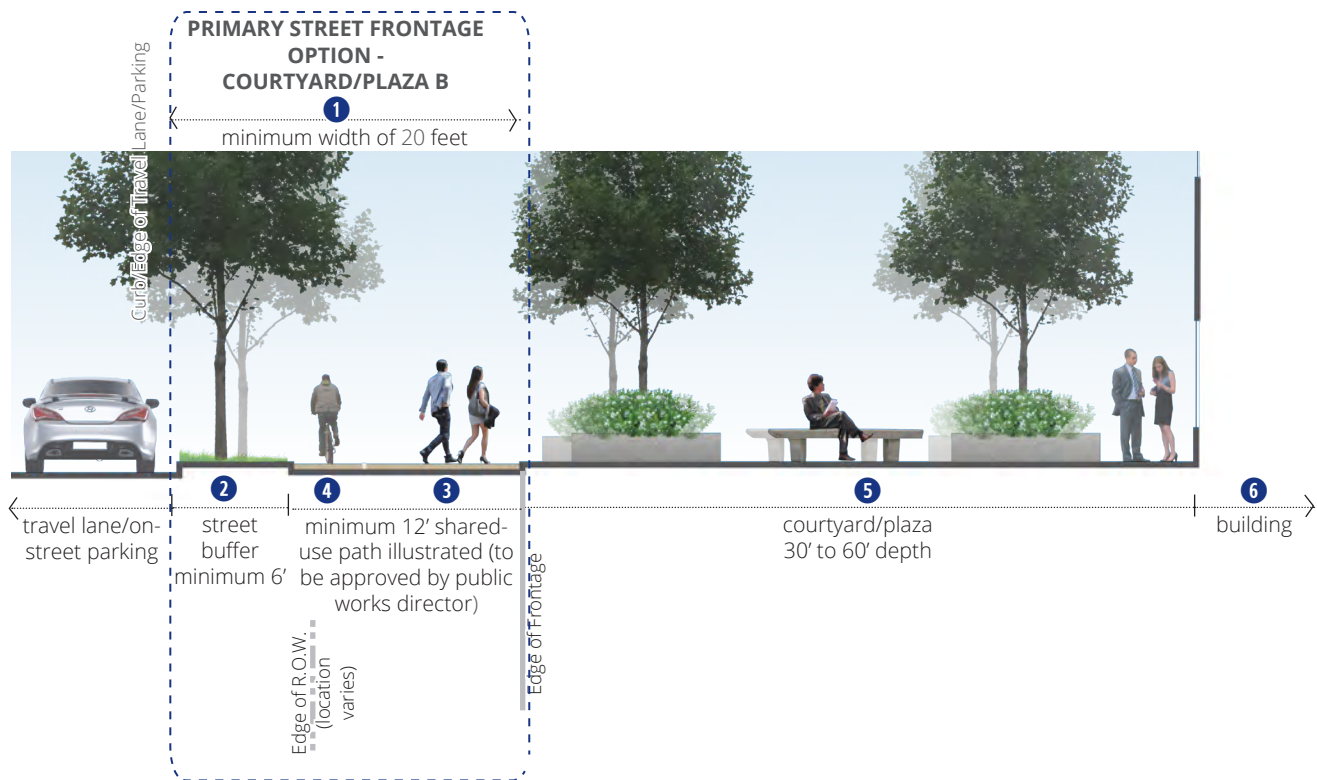 PRIMARY STREET FRONTAGE
OPTION -
COURTYARD/PLAZA B
1
minimum width of 20 feet
Curb/Edge of Travel Lane/Parking
2
4
3
5
6
travel lane/on-
street parking
street
buffer
minimum 6’
minimum 12’ shared-
use path illustrated (to
be approved by public
works director)
courtyard/plaza
30’ to 60’ depth
building
Edge of R.O.W.
(location
varies)
Edge of Frontage